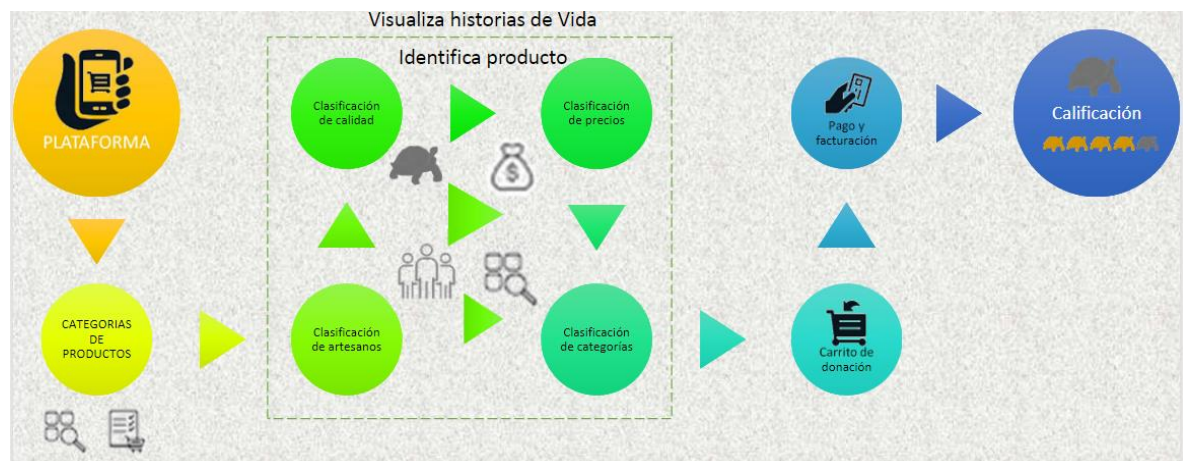 Visualiza historias de Vida
Identifica producto
PLATAFORMA
CATEGORIAS
DE
PRODUCTOS
Clasificación
de calidad
Clasificación
de precios
Clasificación
de artesanos
Clasificación
de categorías
Carrito de
donación
Pago y
facturación
Calificación